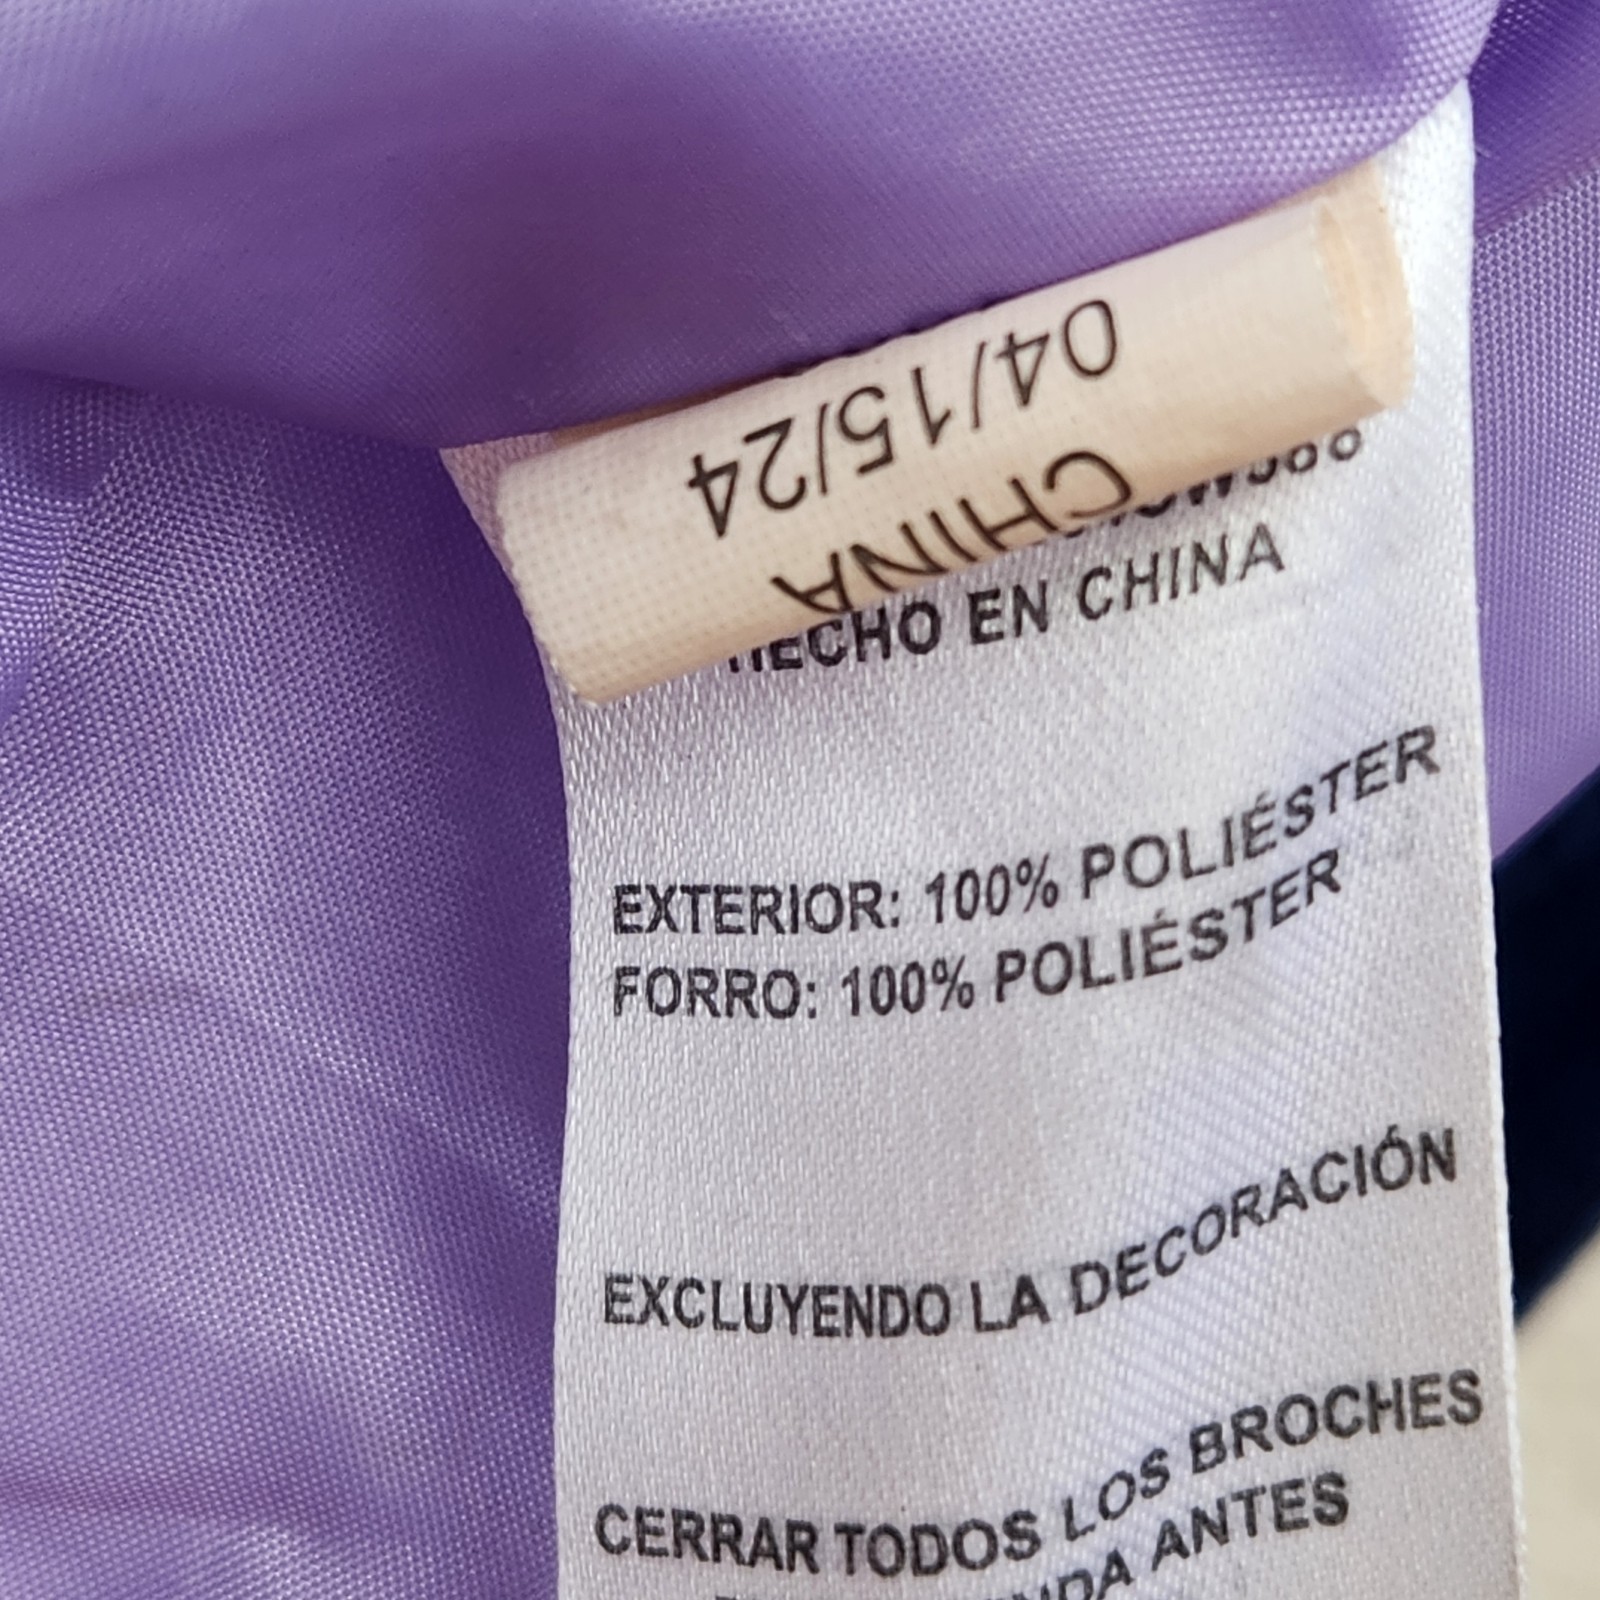 04/15/24
CHINA
HECHO EN CHINA
EXTERIOR: 100% POLIÉSTER
FORRO: 100% POLIÉSTER
EXCLUYENDO LA DECORACIÓN
CERRAR TODOS LOS BROCHES
ANTES